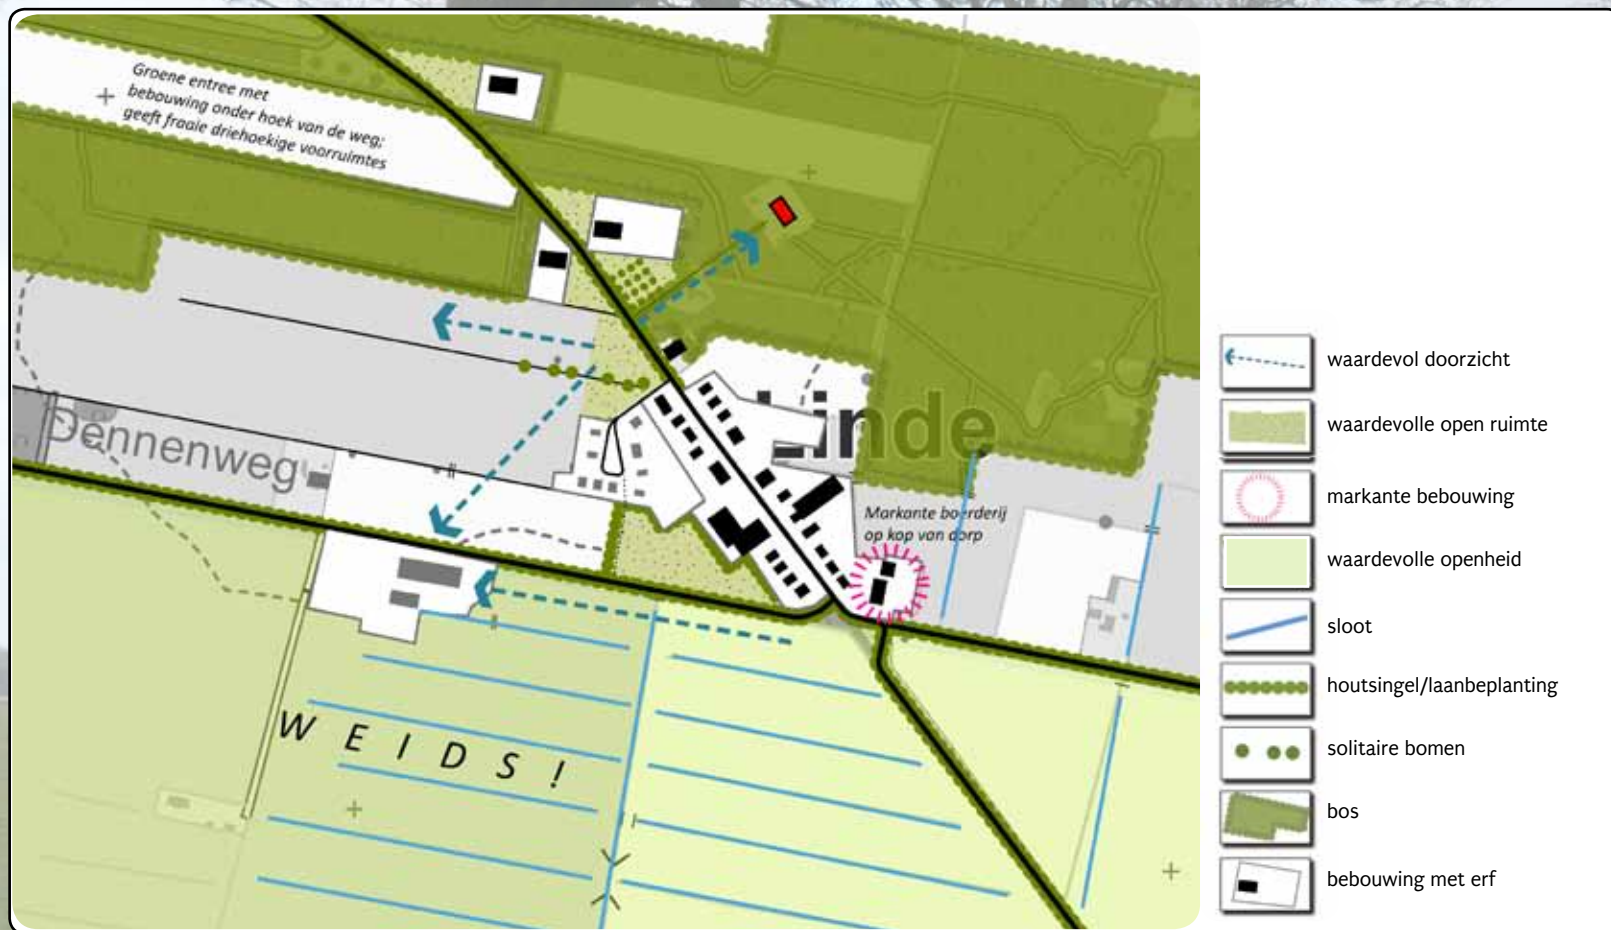 Groene entree met
bebouwing onder hoek van de weg;
geeft fraaie driehoekige voorruimtes
Linde
Dennenweg
Markante boerderij
op kop van dorp
WEIDS!
waardevol doorzicht
waardevolle open ruimte
markante bebouwing
waardevolle openheid
sloot
houtsingel/laanbeplanting
solitaire bomen
bos
bebouwing met erf